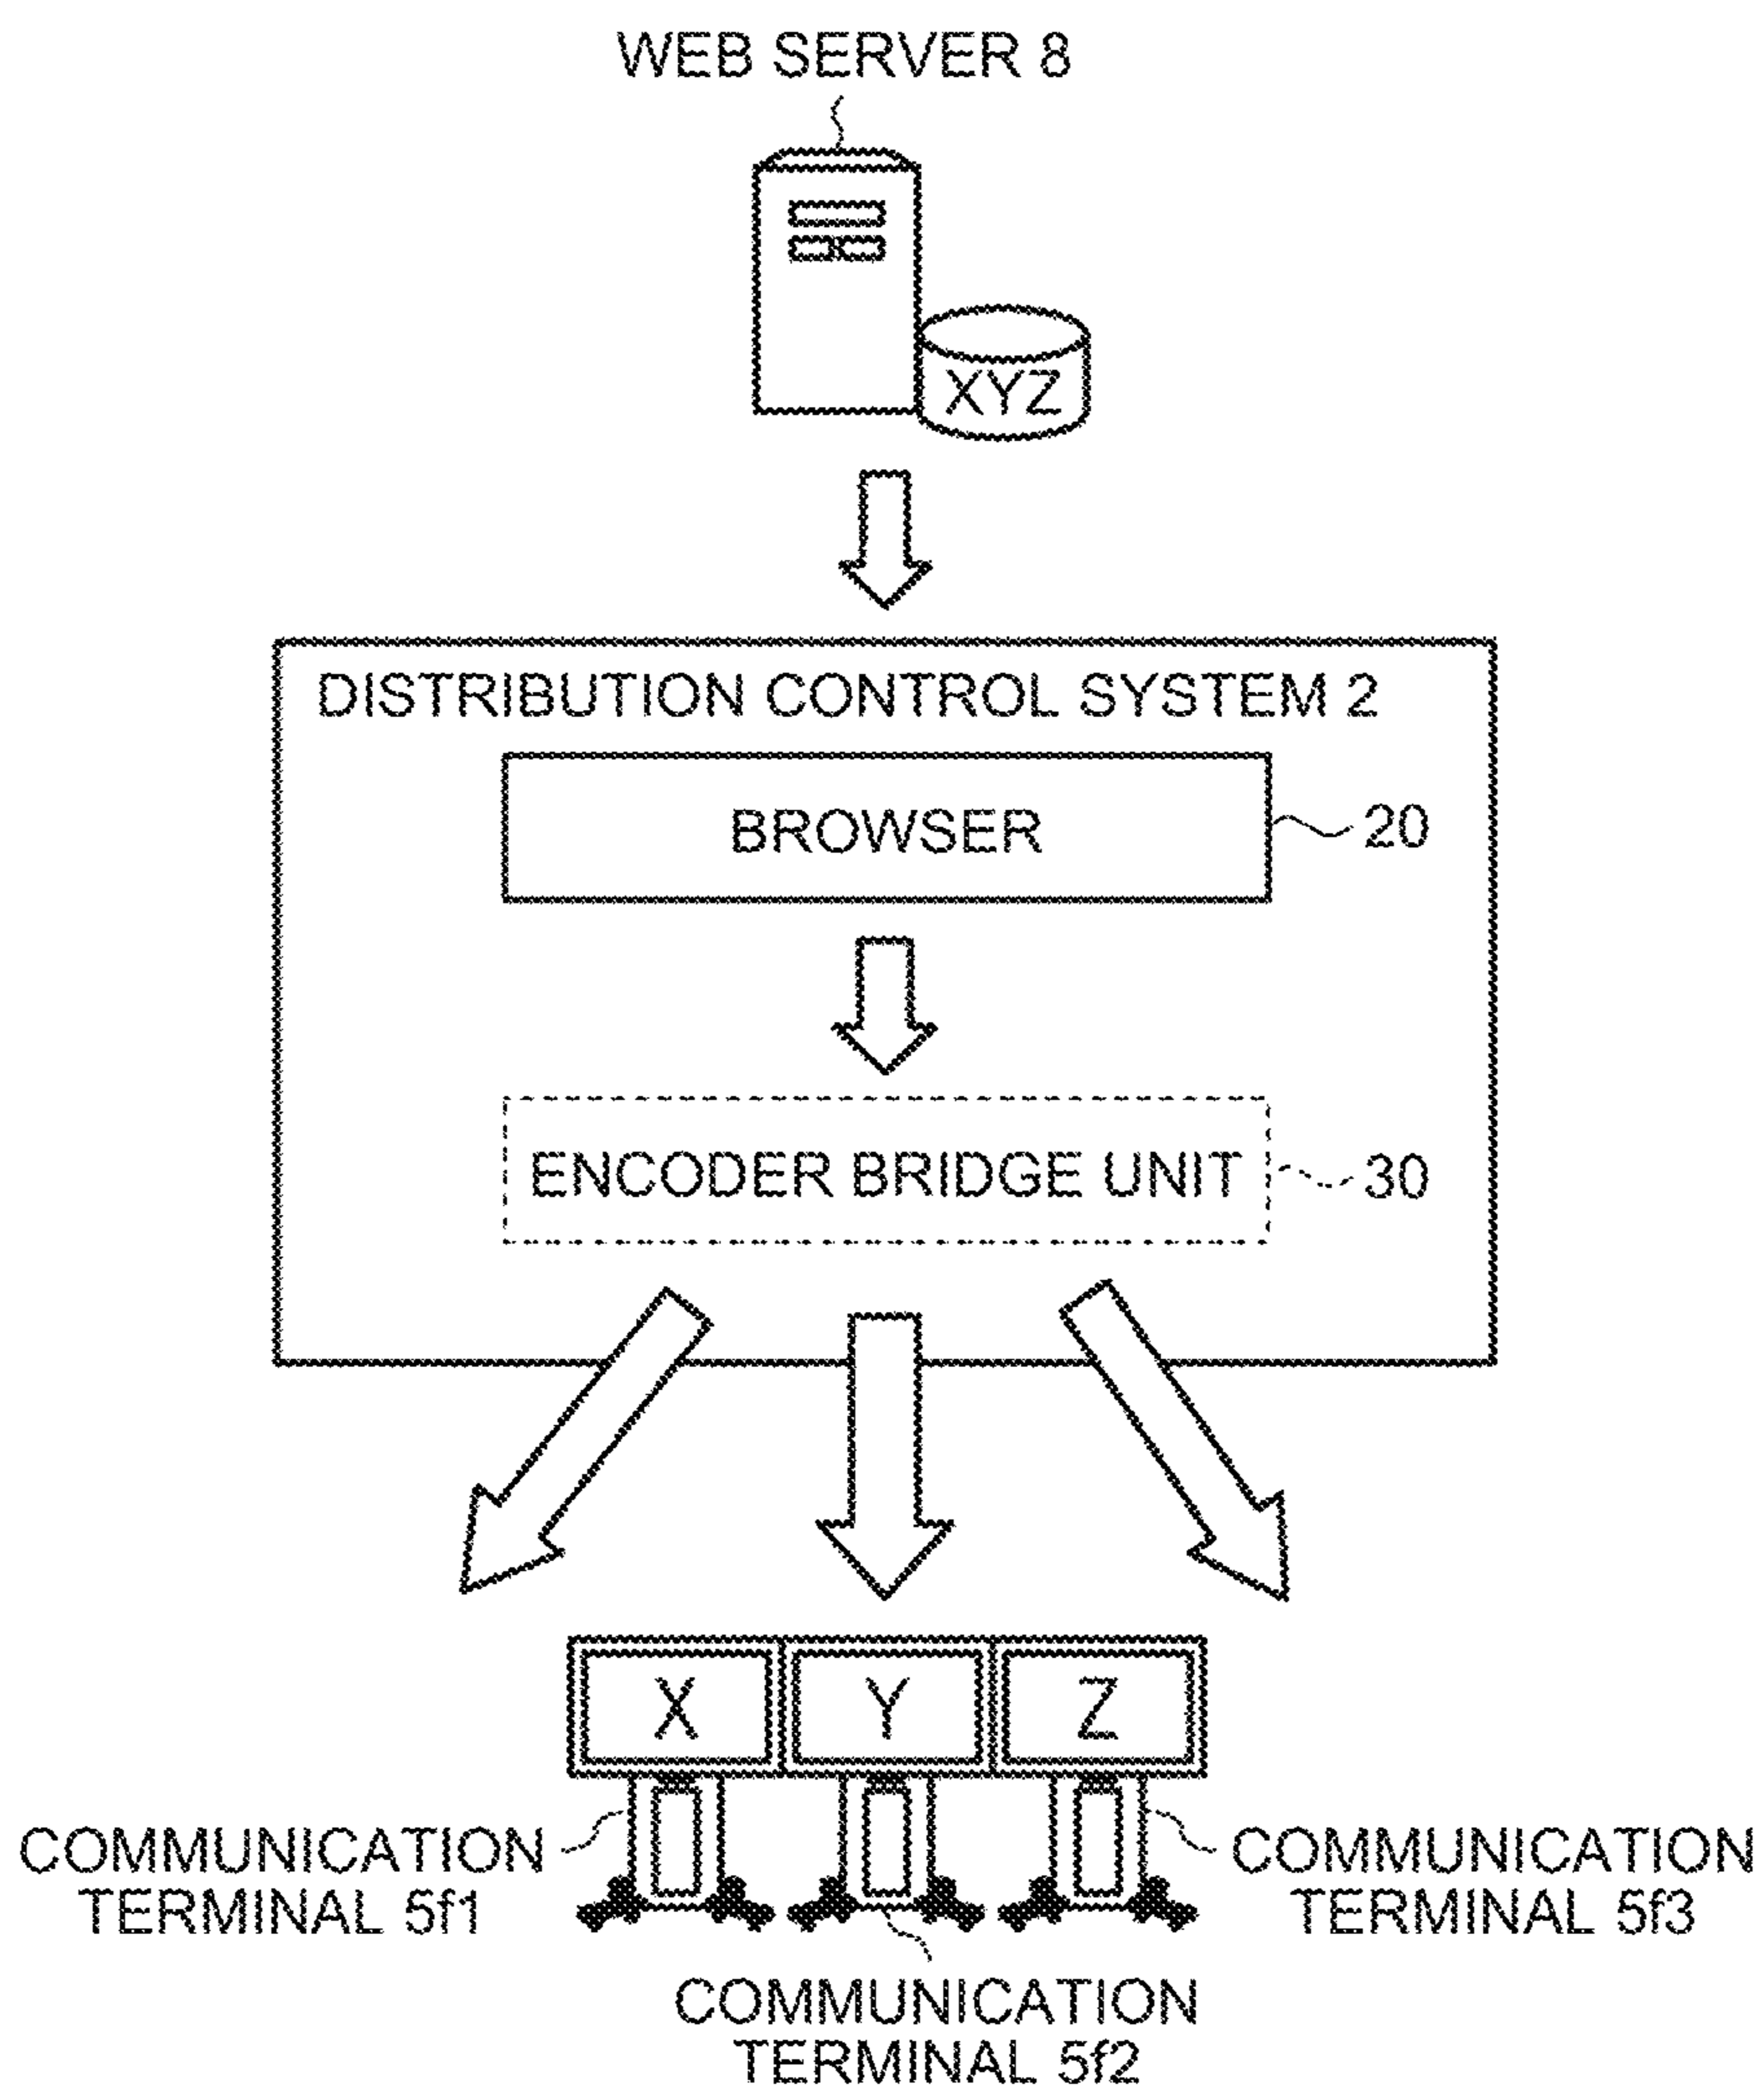 WEB SERVER 8
XYZ
DISTRIBUTION CONTROL SYSTEM 2
BROWSER
20
ENCODER BRIDGE UNIT
30
X
Y
Z
COMMUNICATION
TERMINAL 5f1
COMMUNICATION
TERMINAL 5f3
COMMUNICATION
TERMINAL 5f2